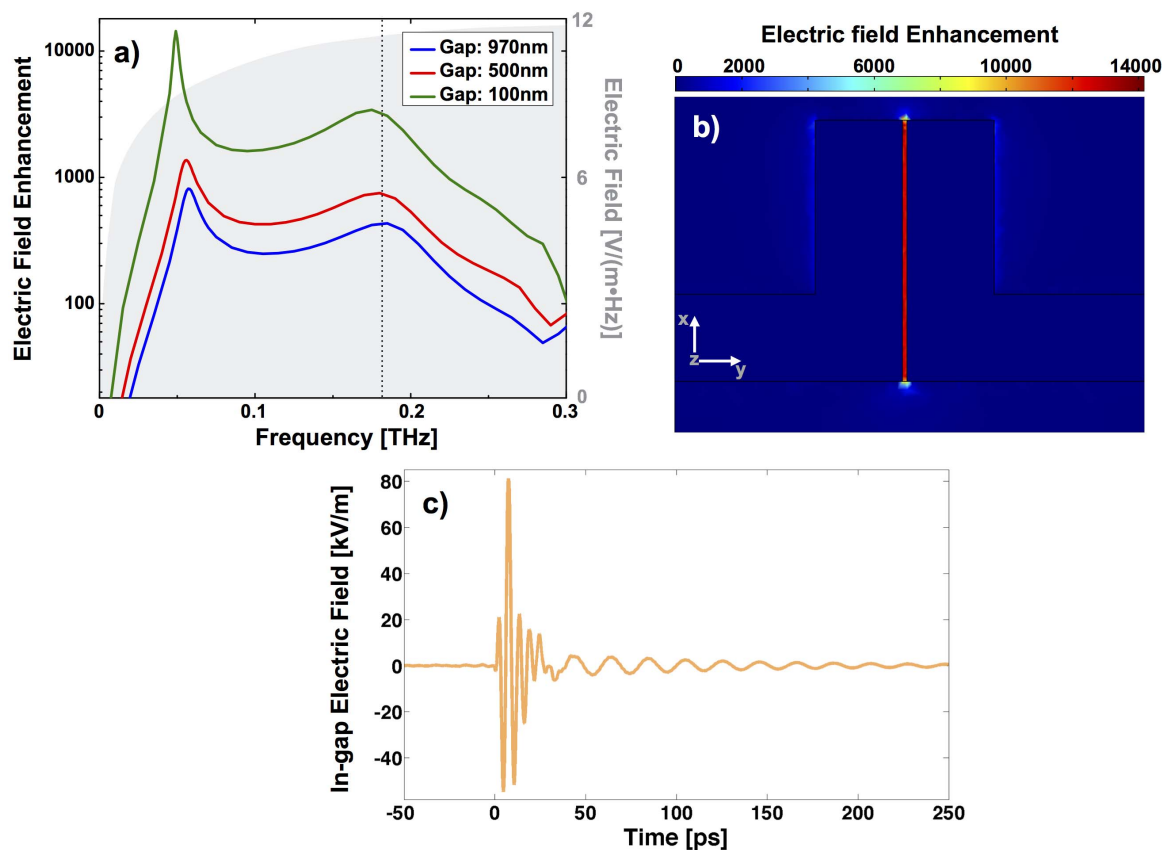 12
10000
a)
Gap: 970nm
Gap: 500nm
Gap: 100nm
1000
6
100
0
0
0.1
0.2
0.3
Electric Field Enhancement
Electric Field [V/(m•Hz)]
Frequency [THz]
Electric field Enhancement
0 2000 6000 10000 14000
b)
x
z
y
80
c)
60
40
20
0
-20
-40
-50 0 50 100 150 200 250
In-gap Electric Field [kV/m]
Time [ps]